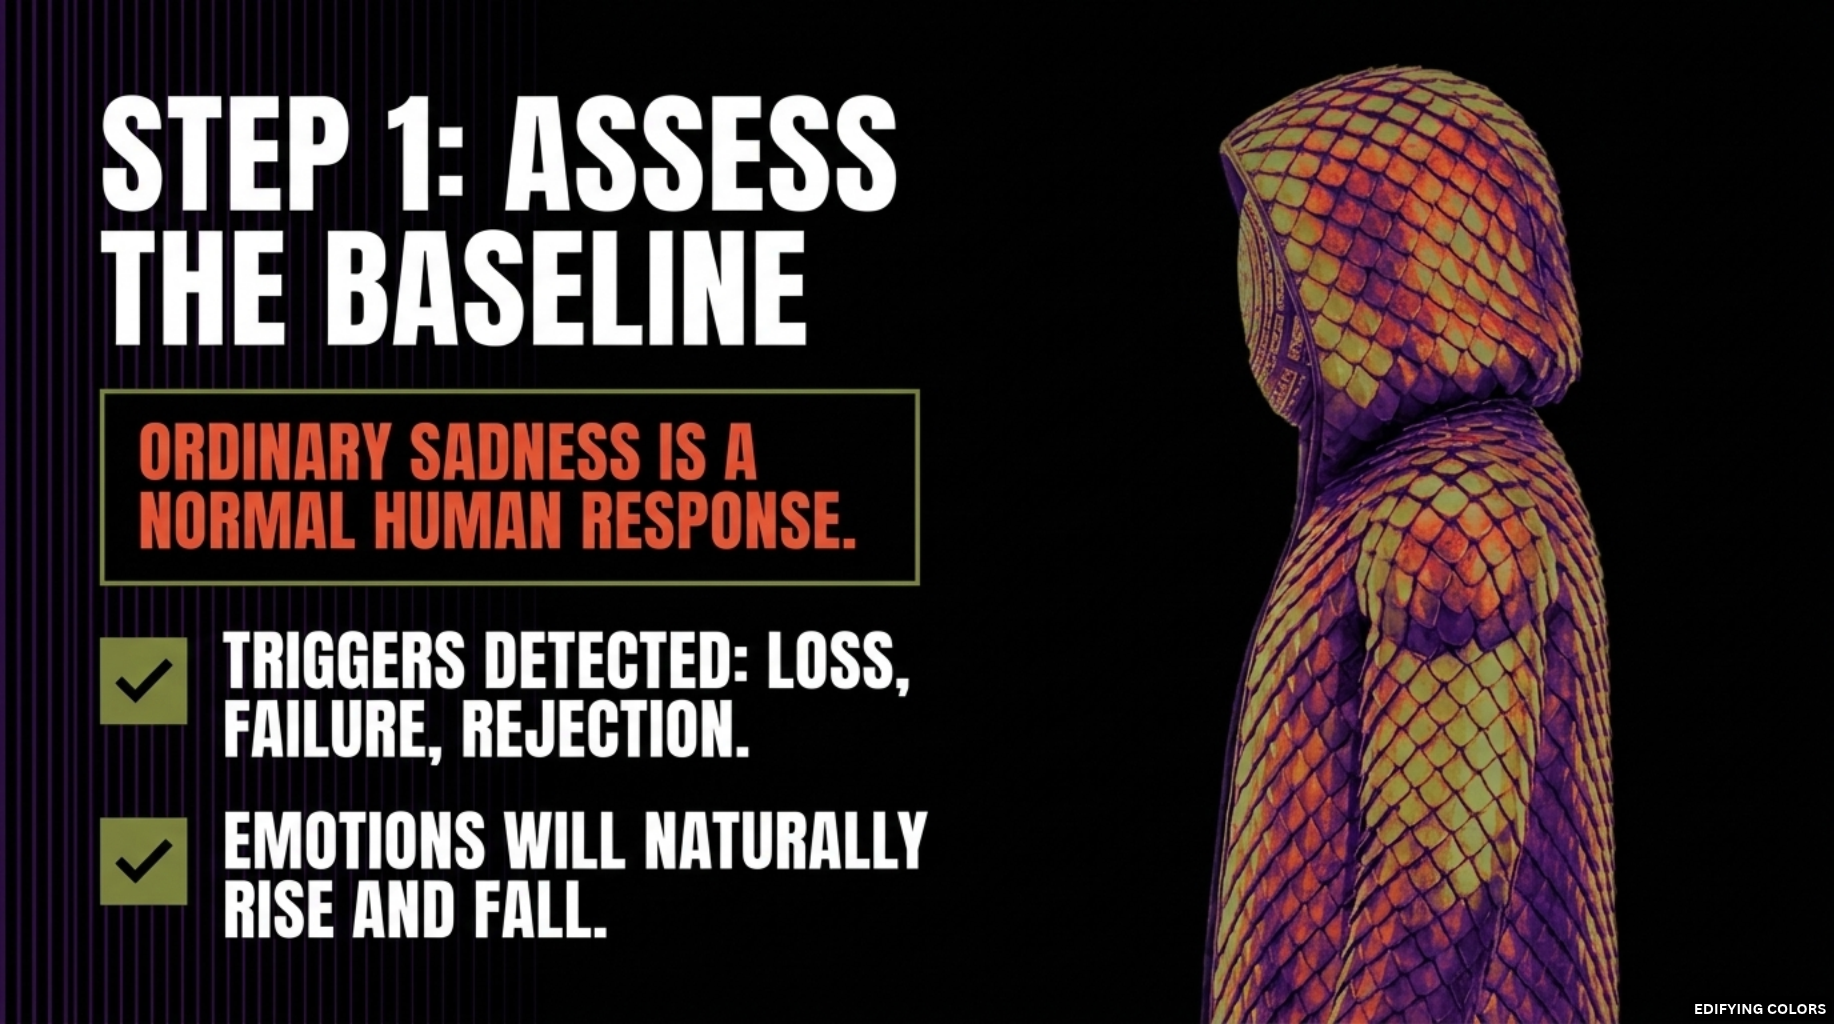 STEP 1: ASSESS
THE BASELINE
ORDINARY SADNESS IS A
NORMAL HUMAN RESPONSE.
TRIGGERS DETECTED: LOSS,
FAILURE, REJECTION.
EMOTIONS WILL NATURALLY
RISE AND FALL.
EDIFYING COLORS